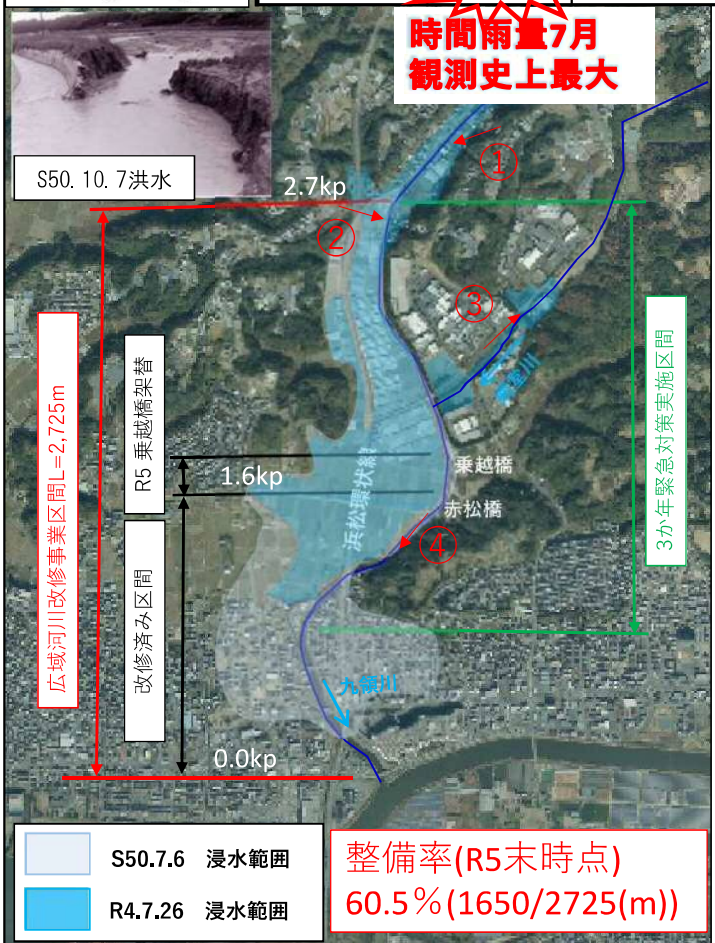 時間雨量7月
観測史上最大
S50.10.7洪水
2.7kp
①
②
③
広域河川改修事業区間L=2,725m
R5 乗越橋架替
1.6kp
浜松環状線
乗越橋
赤松橋
④
3か年緊急対策実施区間
改修済み区間
九領川
0.0kp
S50.7.6 浸水範囲
R4.7.26 浸水範囲
整備率(R5末時点)
60.5%(1650/2725(m))